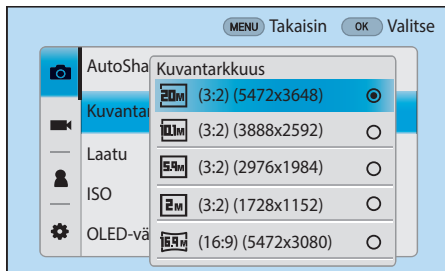 MENU Takaisin OK Valitse
AutoSha
Kuvantar
Laatu
ISO
OLED-vä
Kuvantarkkuus
20M (3:2) (5472x3648)
10.1M (3:2) (3888x2592)
5.9M (3:2) (2976x1984)
2M (3:2) (1728x1152)
16.9M (16:9) (5472x3080)